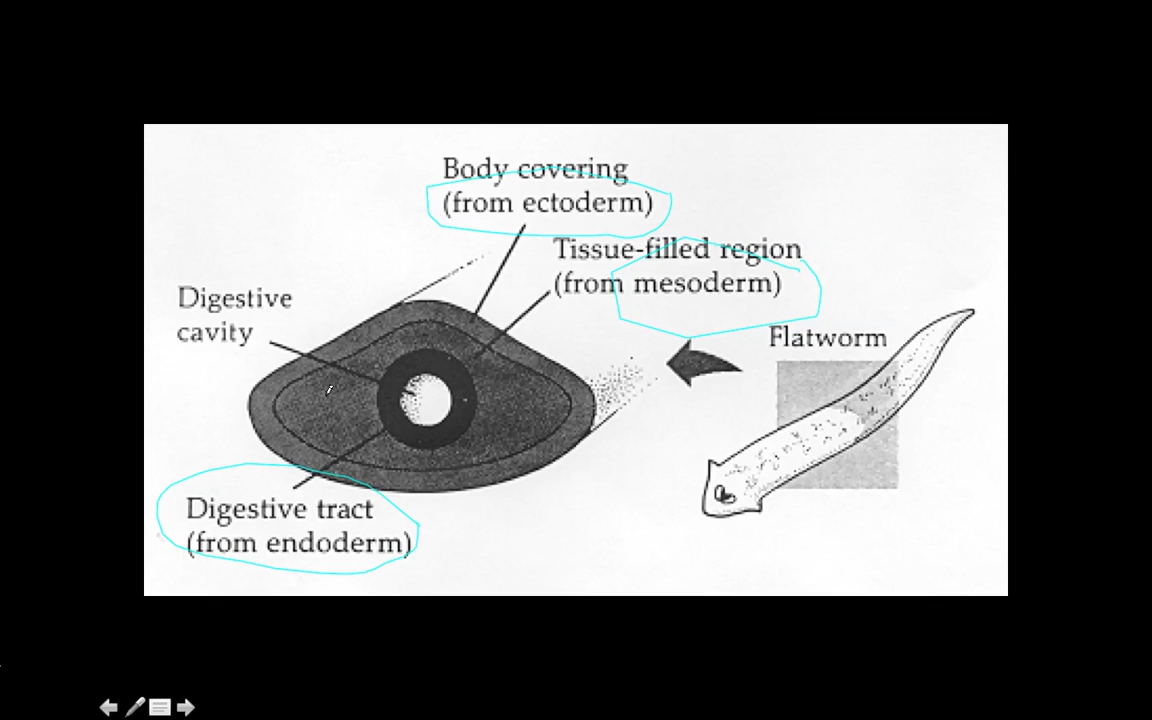 Body covering
(from ectoderm)
Tissue-filled region
(from mesoderm)
Digestive
cavity
Flatworm
Digestive tract
(from endoderm)